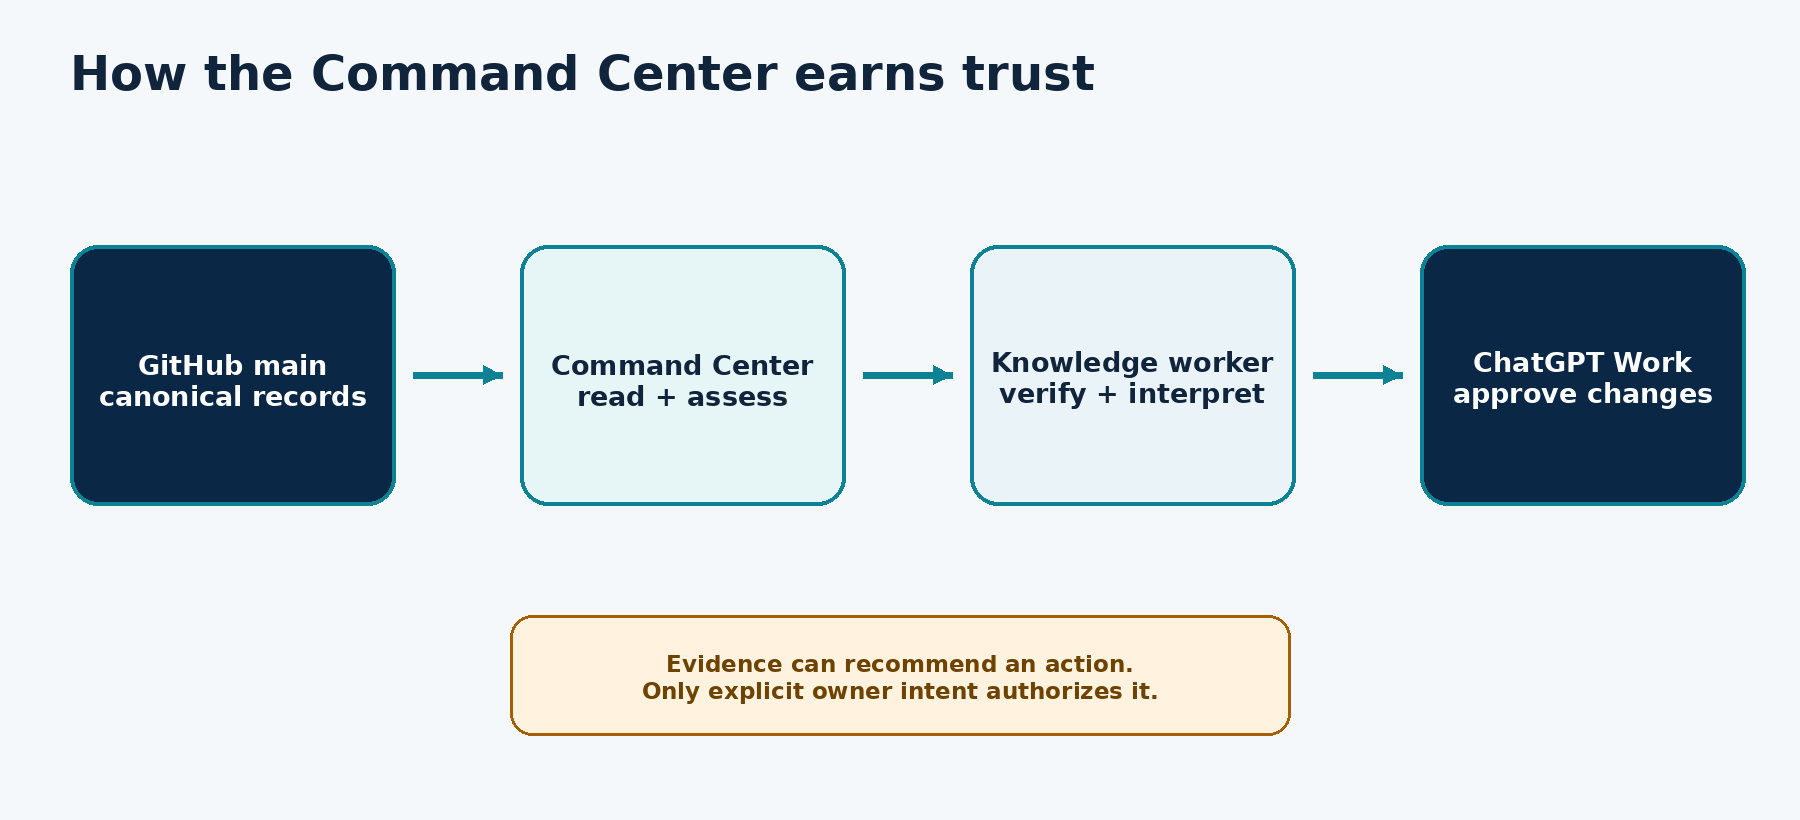 How the Command Center earns trust
GitHub main
canonical records
Command Center
read + assess
Knowledge worker
verify + interpret
ChatGPT Work
approve changes
Evidence can recommend an action.
Only explicit owner intent authorizes it.